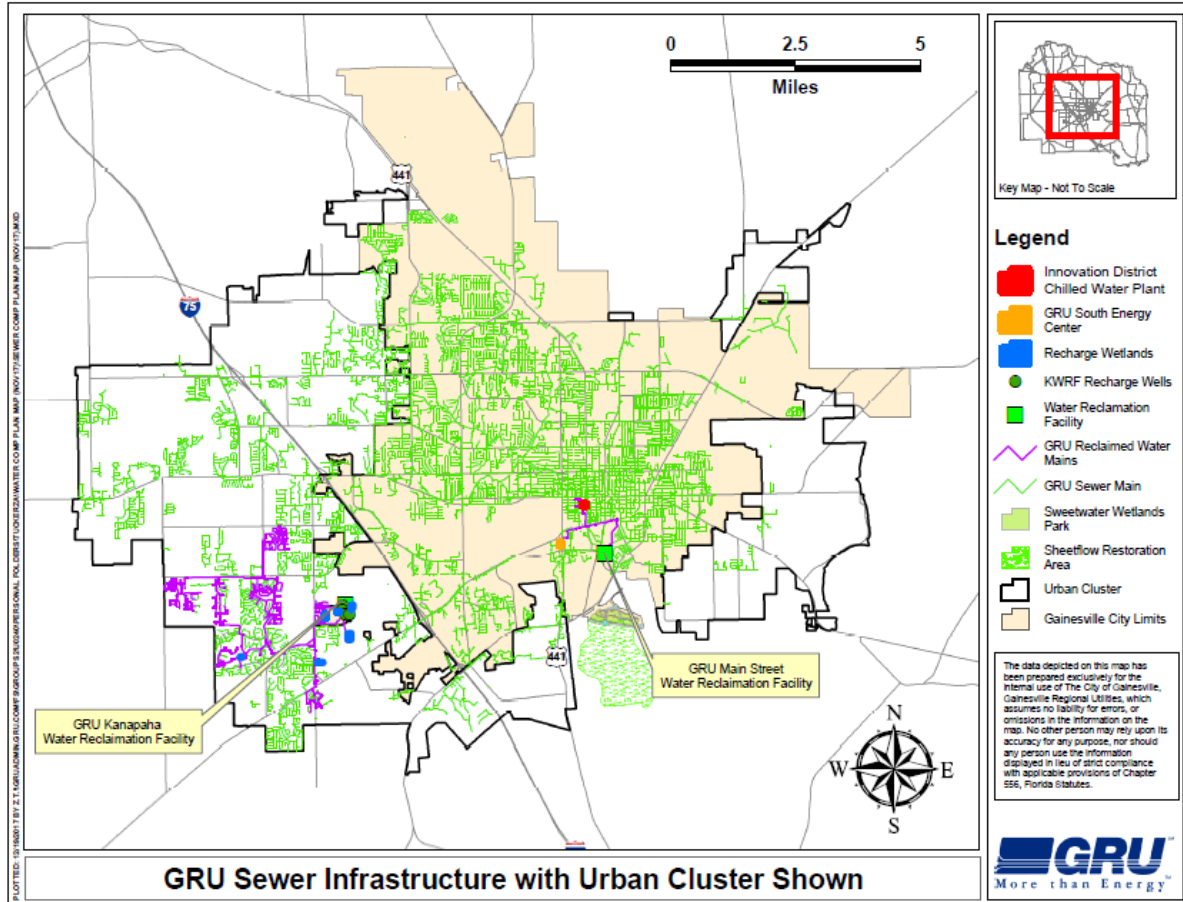 0 2.5 5
Miles
441
75
441
GRU Main Street
Water Reclaimation Facility
GRU Kanapaha
Water Reclaimation Facility
N
W E
S
GRU Sewer Infrastructure with Urban Cluster Shown
Key Map - Not To Scale
Legend
Innovation District
Chilled Water Plant
GRU South Energy
Center
Recharge Wetlands
KWRF Recharge Wells
Water Reclamation
Facility
GRU Reclaimed Water
Mains
GRU Sewer Main
Sweetwater Wetlands
Park
Sheetflow Restoration
Area
Urban Cluster
Gainesville City Limits
The data depicted on this map has
been prepared exclusively for the
internal use of The City of Gainesville,
Gainesville Regional Utilities, which
assumes no liability for errors, or
omissions in the information on the
map. No other person may rely upon its
accuracy for any purpose, nor should
any person use the information
displayed in lieu of strict compliance
with applicable provisions of Chapter
556, Florida Statutes.
GRU
More than Energy